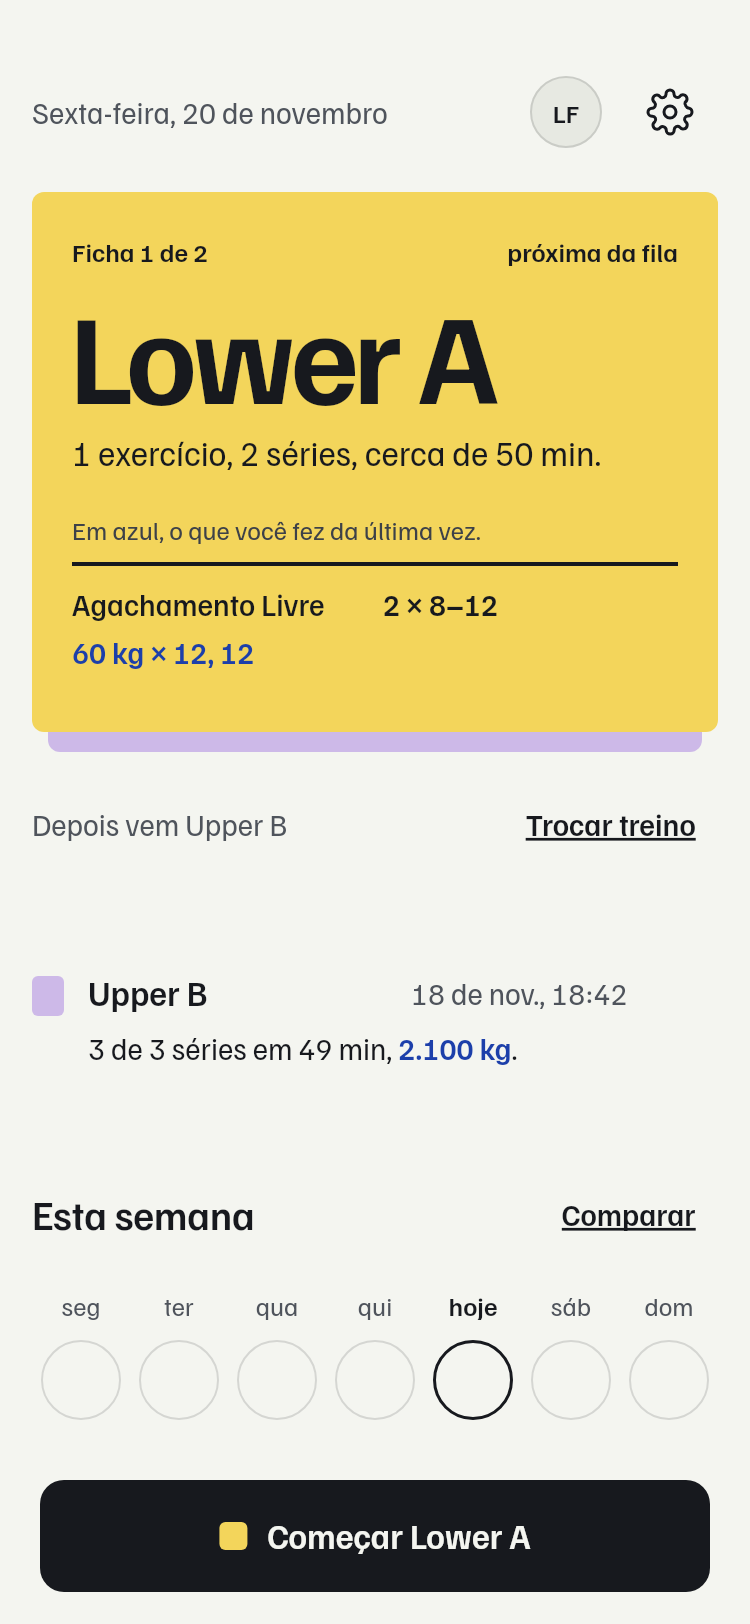 Sexta-feira, 20 de novembro
LF
Ficha 1 de 2
próxima da fila
Lower A
1 exercício, 2 séries, cerca de 50 min.
Em azul, o que você fez da última vez.
Agachamento Livre 2 × 8–12
60 kg × 12, 12
Depois vem Upper B
Trocar treino
Upper B
18 de nov., 18:42
3 de 3 séries em 49 min, 2.100 kg.
Esta semana
Comparar
seg ter qua qui hoje sáb dom
Começar Lower A